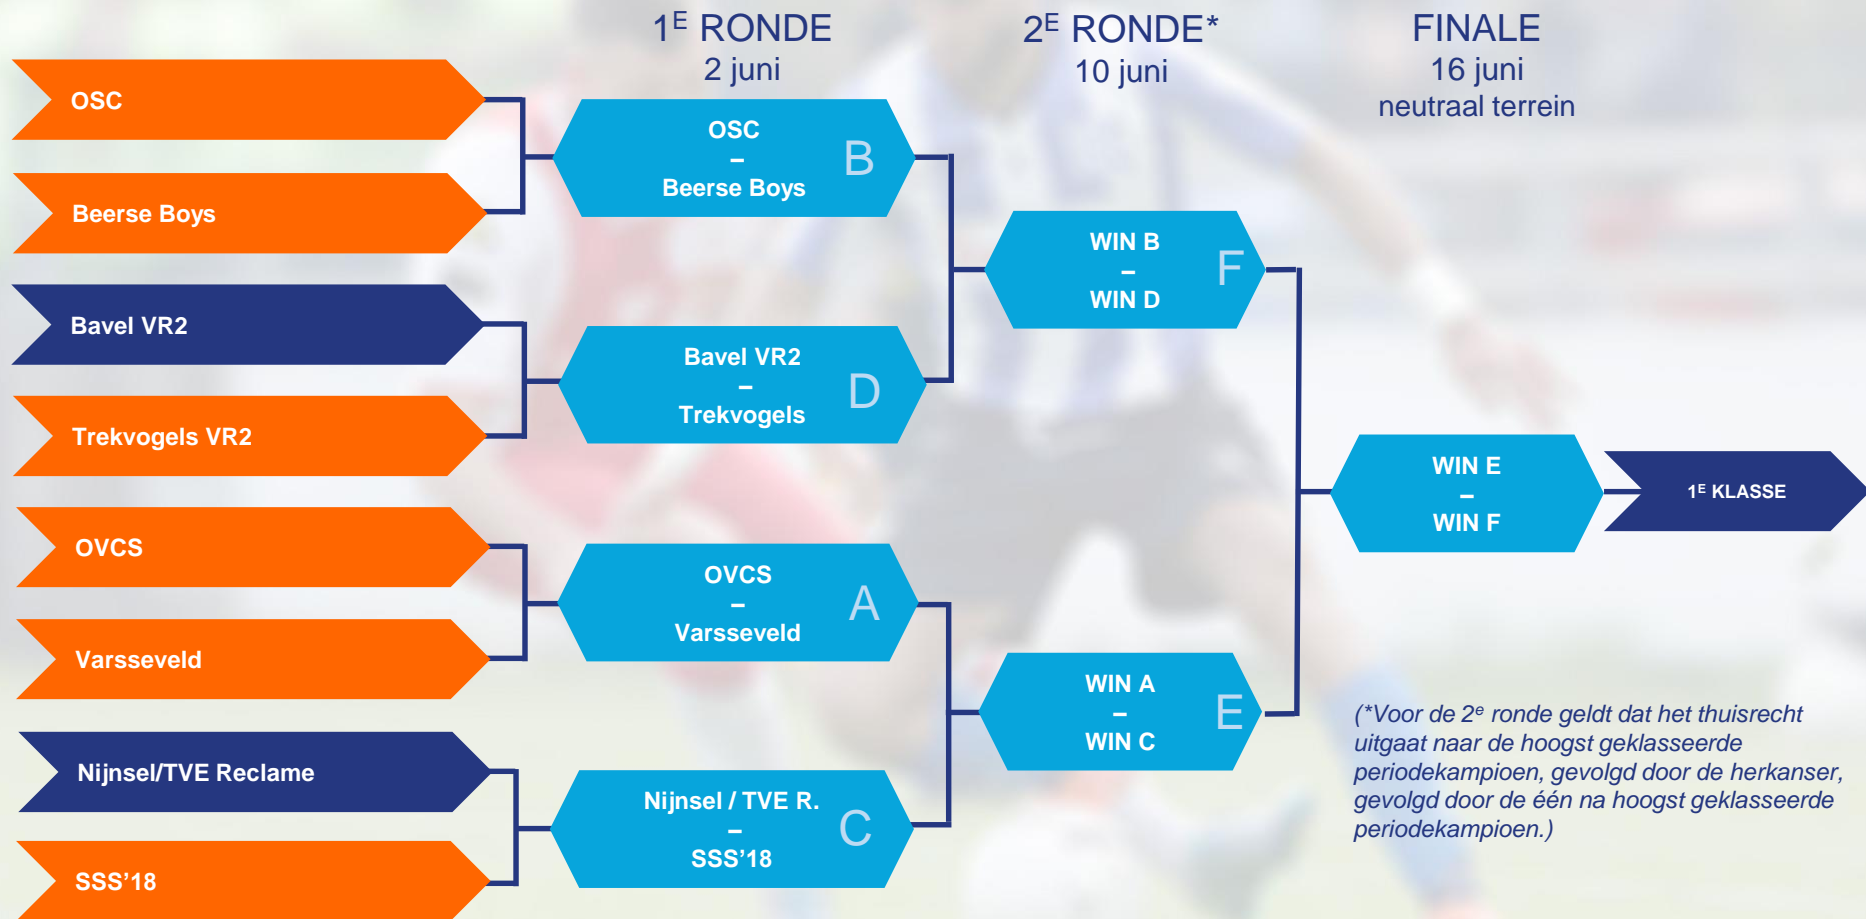 1E RONDE
2 juni
2E RONDE*
10 juni
FINALE
16 juni
neutraal terrein
OSC
Beerse Boys
Bavel VR2
Trekvogels VR2
OVCS
Varsseveld
Nijnsel/TVE Reclame
SSS'18
OSC
–
Beerse Boys
B
Bavel VR2
–
Trekvogels
D
OVCS
–
Varsseveld
A
Nijnsel / TVE R.
–
SSS'18
C
WIN B
–
WIN D
F
WIN A
–
WIN C
E
WIN E
–
WIN F
1E KLASSE
(*Voor de 2e ronde geldt dat het thuisrecht
uitgaat naar de hoogst geklasseerde
periodekampioen, gevolgd door de herkanser,
gevolgd door de één na hoogst geklasseerde
periodekampioen.)